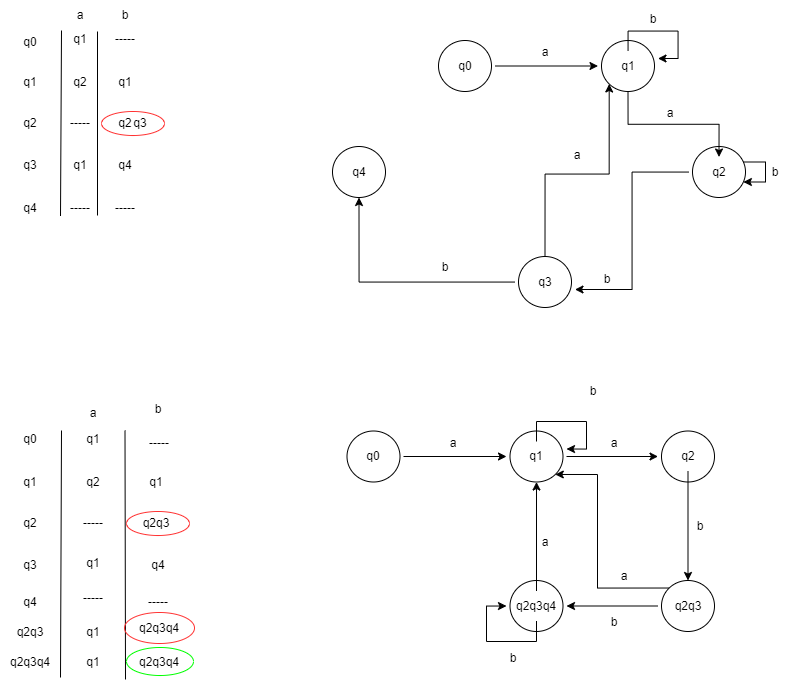 a b
q0 q1 -----
q1 q2 q1
q2 ----- q2 q3
q3 q1 q4
q4 ----- -----
b
q0 a q1
a
a
q4 q2 b
b b
q3
a b
q0 q1 -----
q1 q2 q1
q2 ----- q2q3
q3 q1 q4
q4 ----- -----
q2q3 q1 q2q3q4
q2q3q4 q1 q2q3q4
b
q0 a q1 a q2
b
a
a
q2q3q4 q2q3
b
b